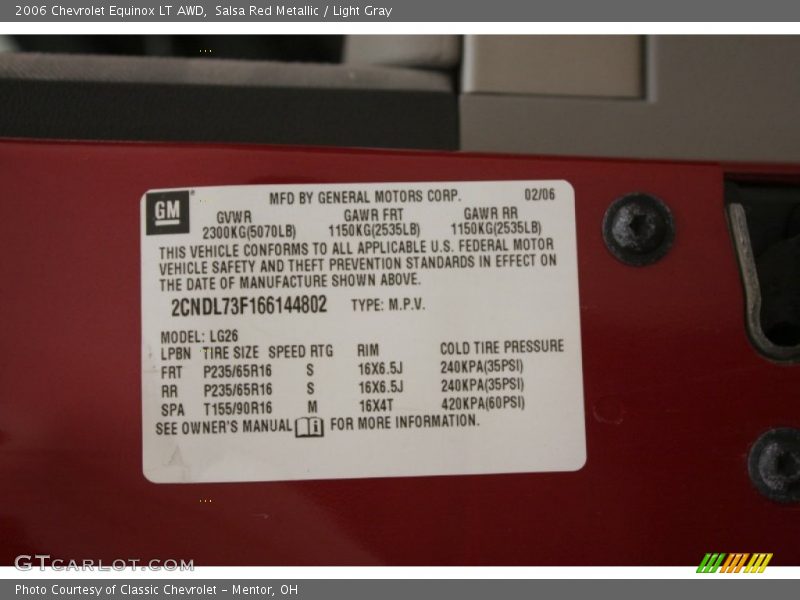 2006 Chevrolet Equinox LT AWD, Salsa Red Metallic / Light Gray
GM
MFD BY GENERAL MOTORS CORP. 02/06
GVWR GAWR FRT GAWR RR
2300KG(5070LB) 1150KG(2535LB) 1150KG(2535LB)
THIS VEHICLE CONFORMS TO ALL APPLICABLE U.S. FEDERAL MOTOR
VEHICLE SAFETY AND THEFT PREVENTION STANDARDS IN EFFECT ON
THE DATE OF MANUFACTURE SHOWN ABOVE.
2CNDL73F166144802 TYPE: M.P.V.
MODEL: LG26
LPBN TIRE SIZE SPEED RTG RIM COLD TIRE PRESSURE
FRT P235/65R16 S 16X6.5J 240KPA(35PSI)
RR P235/65R16 S 16X6.5J 240KPA(35PSI)
SPA T155/90R16 M 16X4T 420KPA(60PSI)
SEE OWNER'S MANUAL i FOR MORE INFORMATION.
GTCARLOT.COM
Photo Courtesy of Classic Chevrolet - Mentor, OH